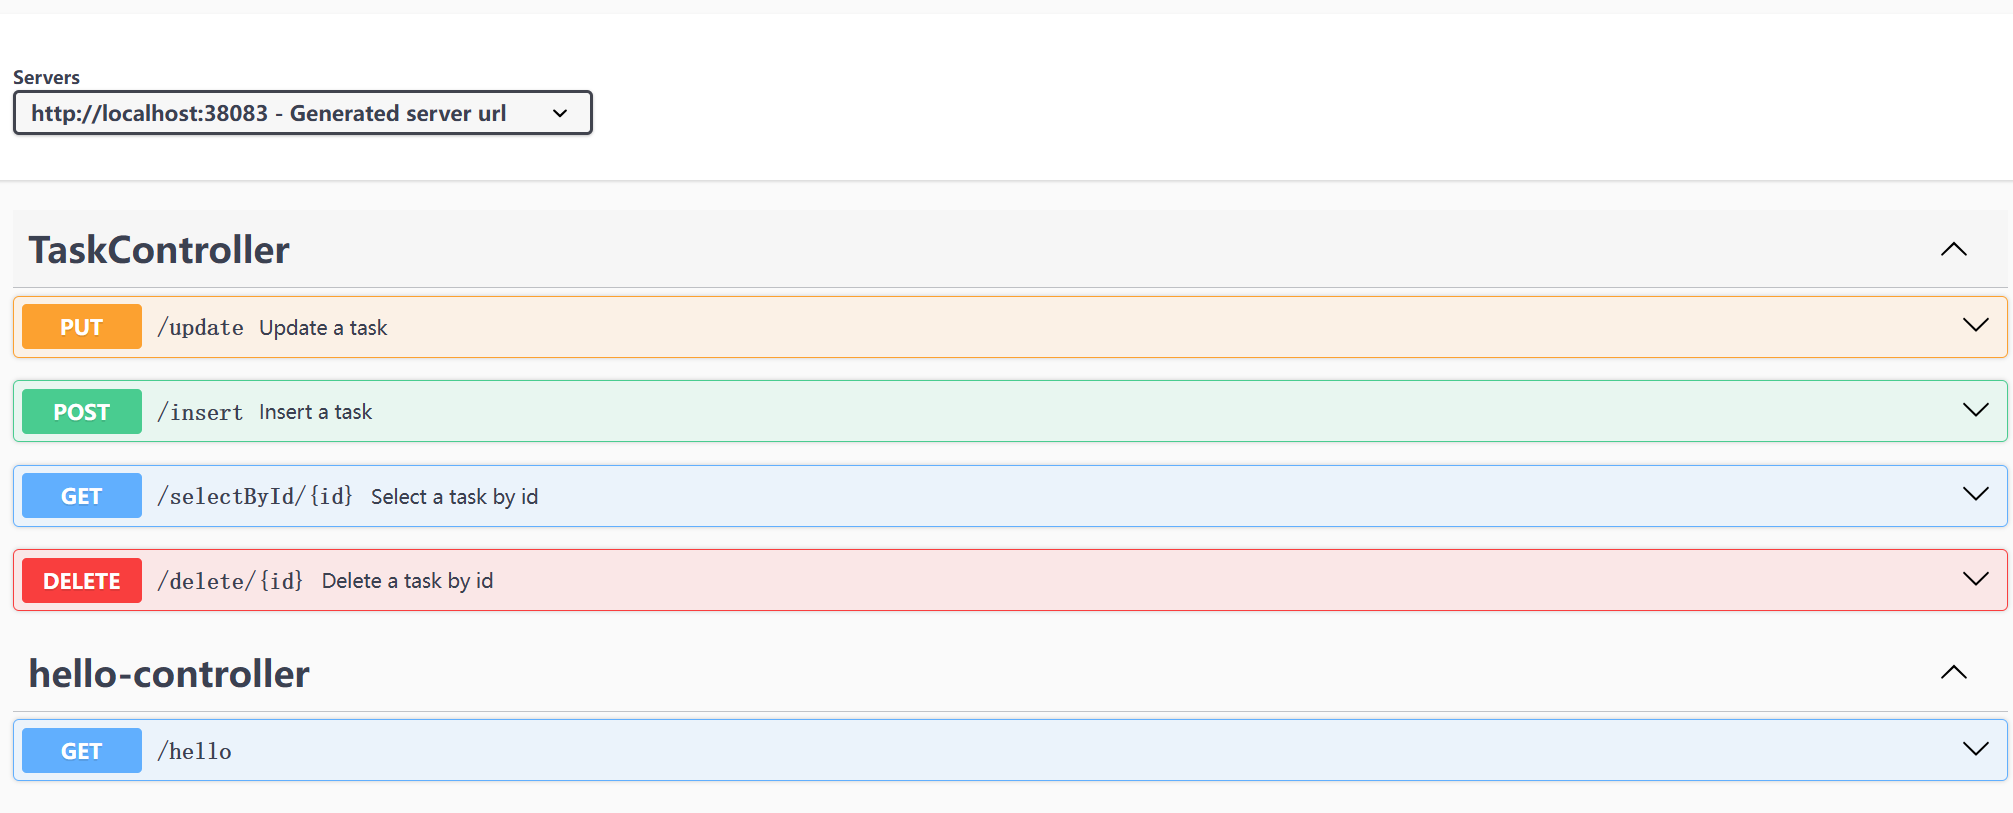 Servers
http://localhost:38083 - Generated server url
TaskController
PUT /update Update a task
POST /insert Insert a task
GET /selectById/{id} Select a task by id
DELETE /delete/{id} Delete a task by id
hello-controller
GET /hello